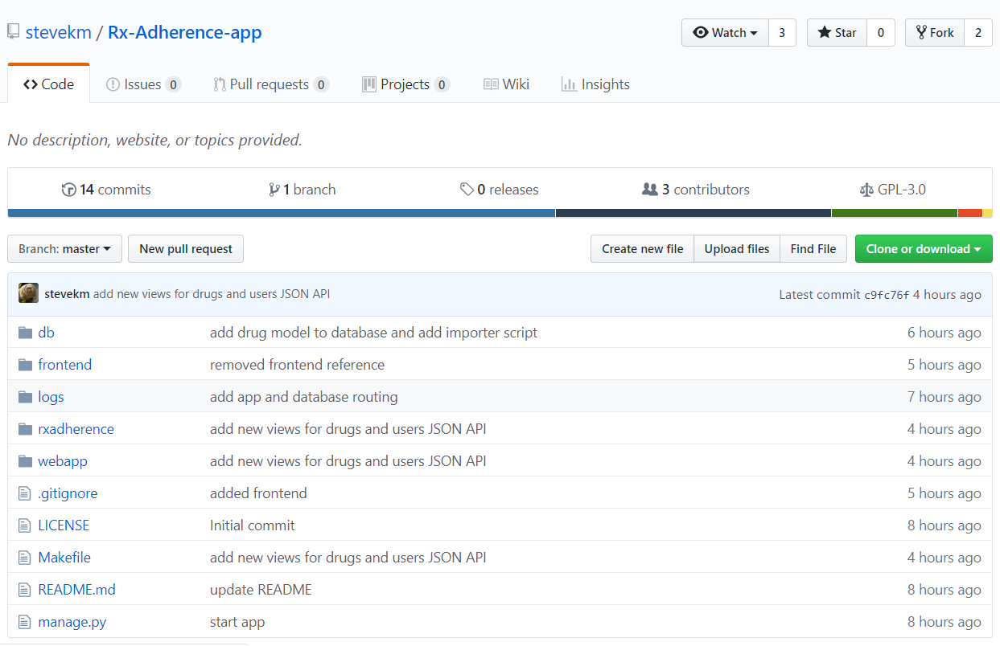 stevekm / Rx-Adherence-app
Watch 3 Star 0 Fork 2
Code Issues 0 Pull requests 0 Projects 0 Wiki Insights
No description, website, or topics provided.
14 commits 1 branch 0 releases 3 contributors GPL-3.0
Branch: master New pull request Create new file Upload files Find File Clone or download
stevekm add new views for drugs and users JSON API Latest commit c9fc76f 4 hours ago
db add drug model to database and add importer script 6 hours ago
frontend removed frontend reference 5 hours ago
logs add app and database routing 7 hours ago
rxadherence add new views for drugs and users JSON API 4 hours ago
webapp add new views for drugs and users JSON API 4 hours ago
.gitignore added frontend 5 hours ago
LICENSE Initial commit 8 hours ago
Makefile add new views for drugs and users JSON API 4 hours ago
README.md update README 8 hours ago
manage.py start app 8 hours ago